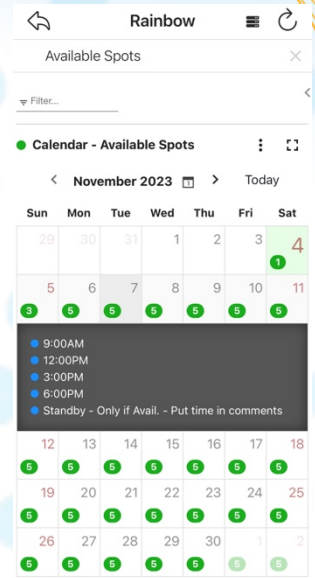 Rainbow
Available Spots
Filter...
Calendar - Available Spots
November 2023
Today
Sun Mon Tue Wed Thu Fri Sat
29 30 31 1 2 3 4
1
5 6 7 8 9 10 11
3 5 5 5 5 5 5
9:00AM
12:00PM
3:00PM
6:00PM
Standby - Only if Avail. - Put time in comments
12 13 14 15 16 17 18
5 5 5 5 5 5 5
19 20 21 22 23 24 25
5 5 5 5 5 5 5
26 27 28 29 30 1 2
5 5 5 5 5 5 5